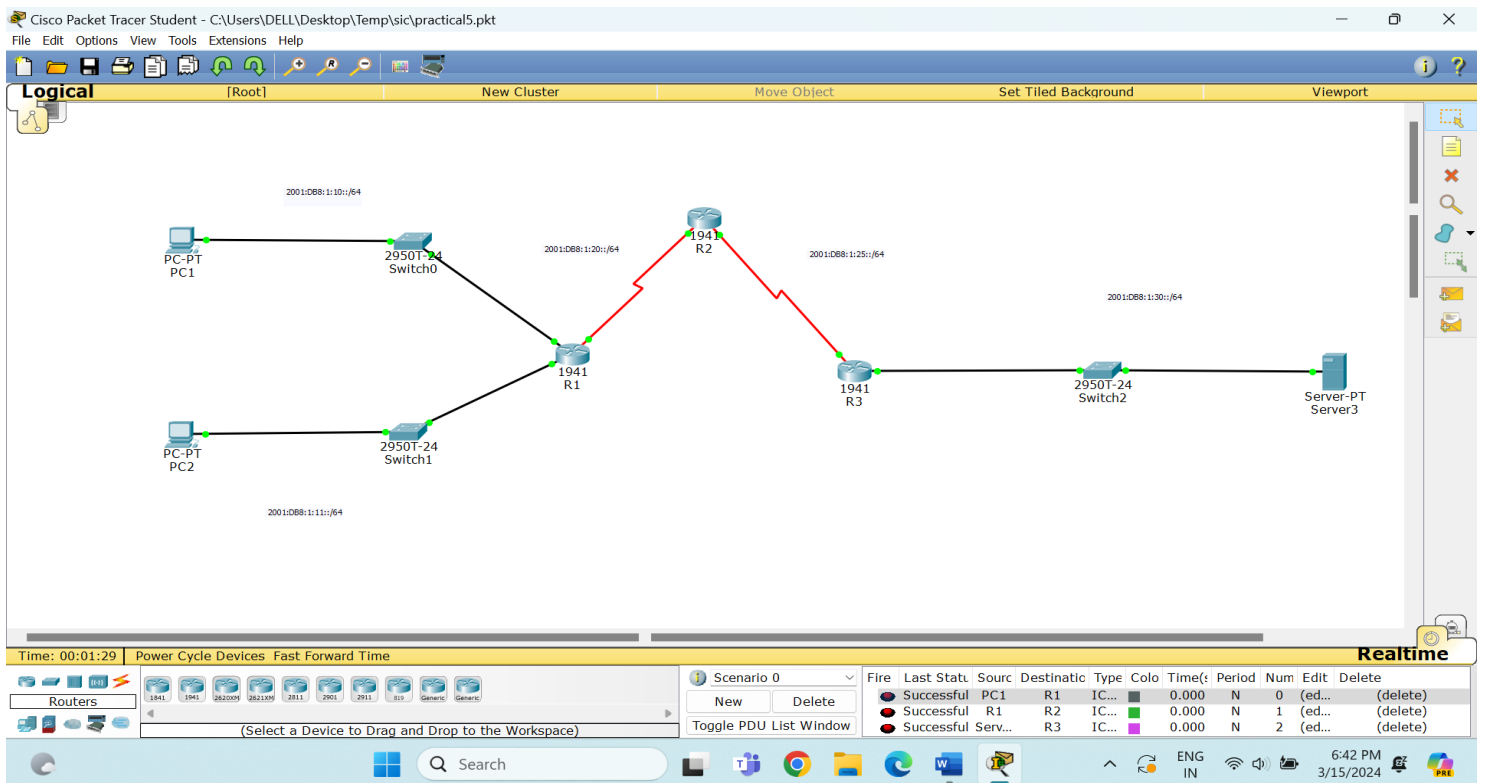 Cisco Packet Tracer Student - C:\Users\DELL\Desktop\Temp\sic\practical5.pkt
File Edit Options View Tools Extensions Help
Logical [Root] New Cluster Move Object Set Tiled Background Viewport
2001:DB8:1:10::/64
PC-PT
PC1
2950T-24
Switch0
2001:DB8:1:20::/64
1941
R2
2001:DB8:1:25::/64
2001:DB8:1:30::/64
1941
R1
1941
R3
2950T-24
Switch2
Server-PT
Server3
PC-PT
PC2
2950T-24
Switch1
2001:DB8:1:11::/64
Time: 00:01:29 Power Cycle Devices Fast Forward Time Realtime
Routers
1841 1941 2620XM 2621XM 2811 2901 2911 819 Generic Generic
(Select a Device to Drag and Drop to the Workspace)
Scenario 0
New Delete
Toggle PDU List Window
Fire Last Statu Sourc Destinatic Type Colo Time(s Period Num Edit Delete
Successful PC1 R1 IC... 0.000 N 0 (ed... (delete)
Successful R1 R2 IC... 0.000 N 1 (ed... (delete)
Successful Serv... R3 IC... 0.000 N 2 (ed... (delete)
Search
ENG
IN
6:42 PM
3/15/2024
PRE